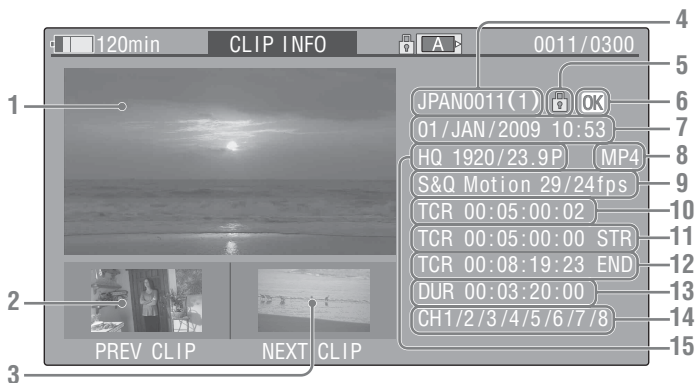 4
120min CLIP INFO A 0011/0300
5
1
JPAN0011(1) OK 6
01/JAN/2009 10:53 7
HQ 1920/23.9P MP4 8
S&Q Motion 29/24fps 9
TCR 00:05:00:02 10
TCR 00:05:00:00 STR 11
TCR 00:08:19:23 END 12
2
DUR 00:03:20:00 13
CH1/2/3/4/5/6/7/8 14
PREV CLIP NEXT CLIP 15
3